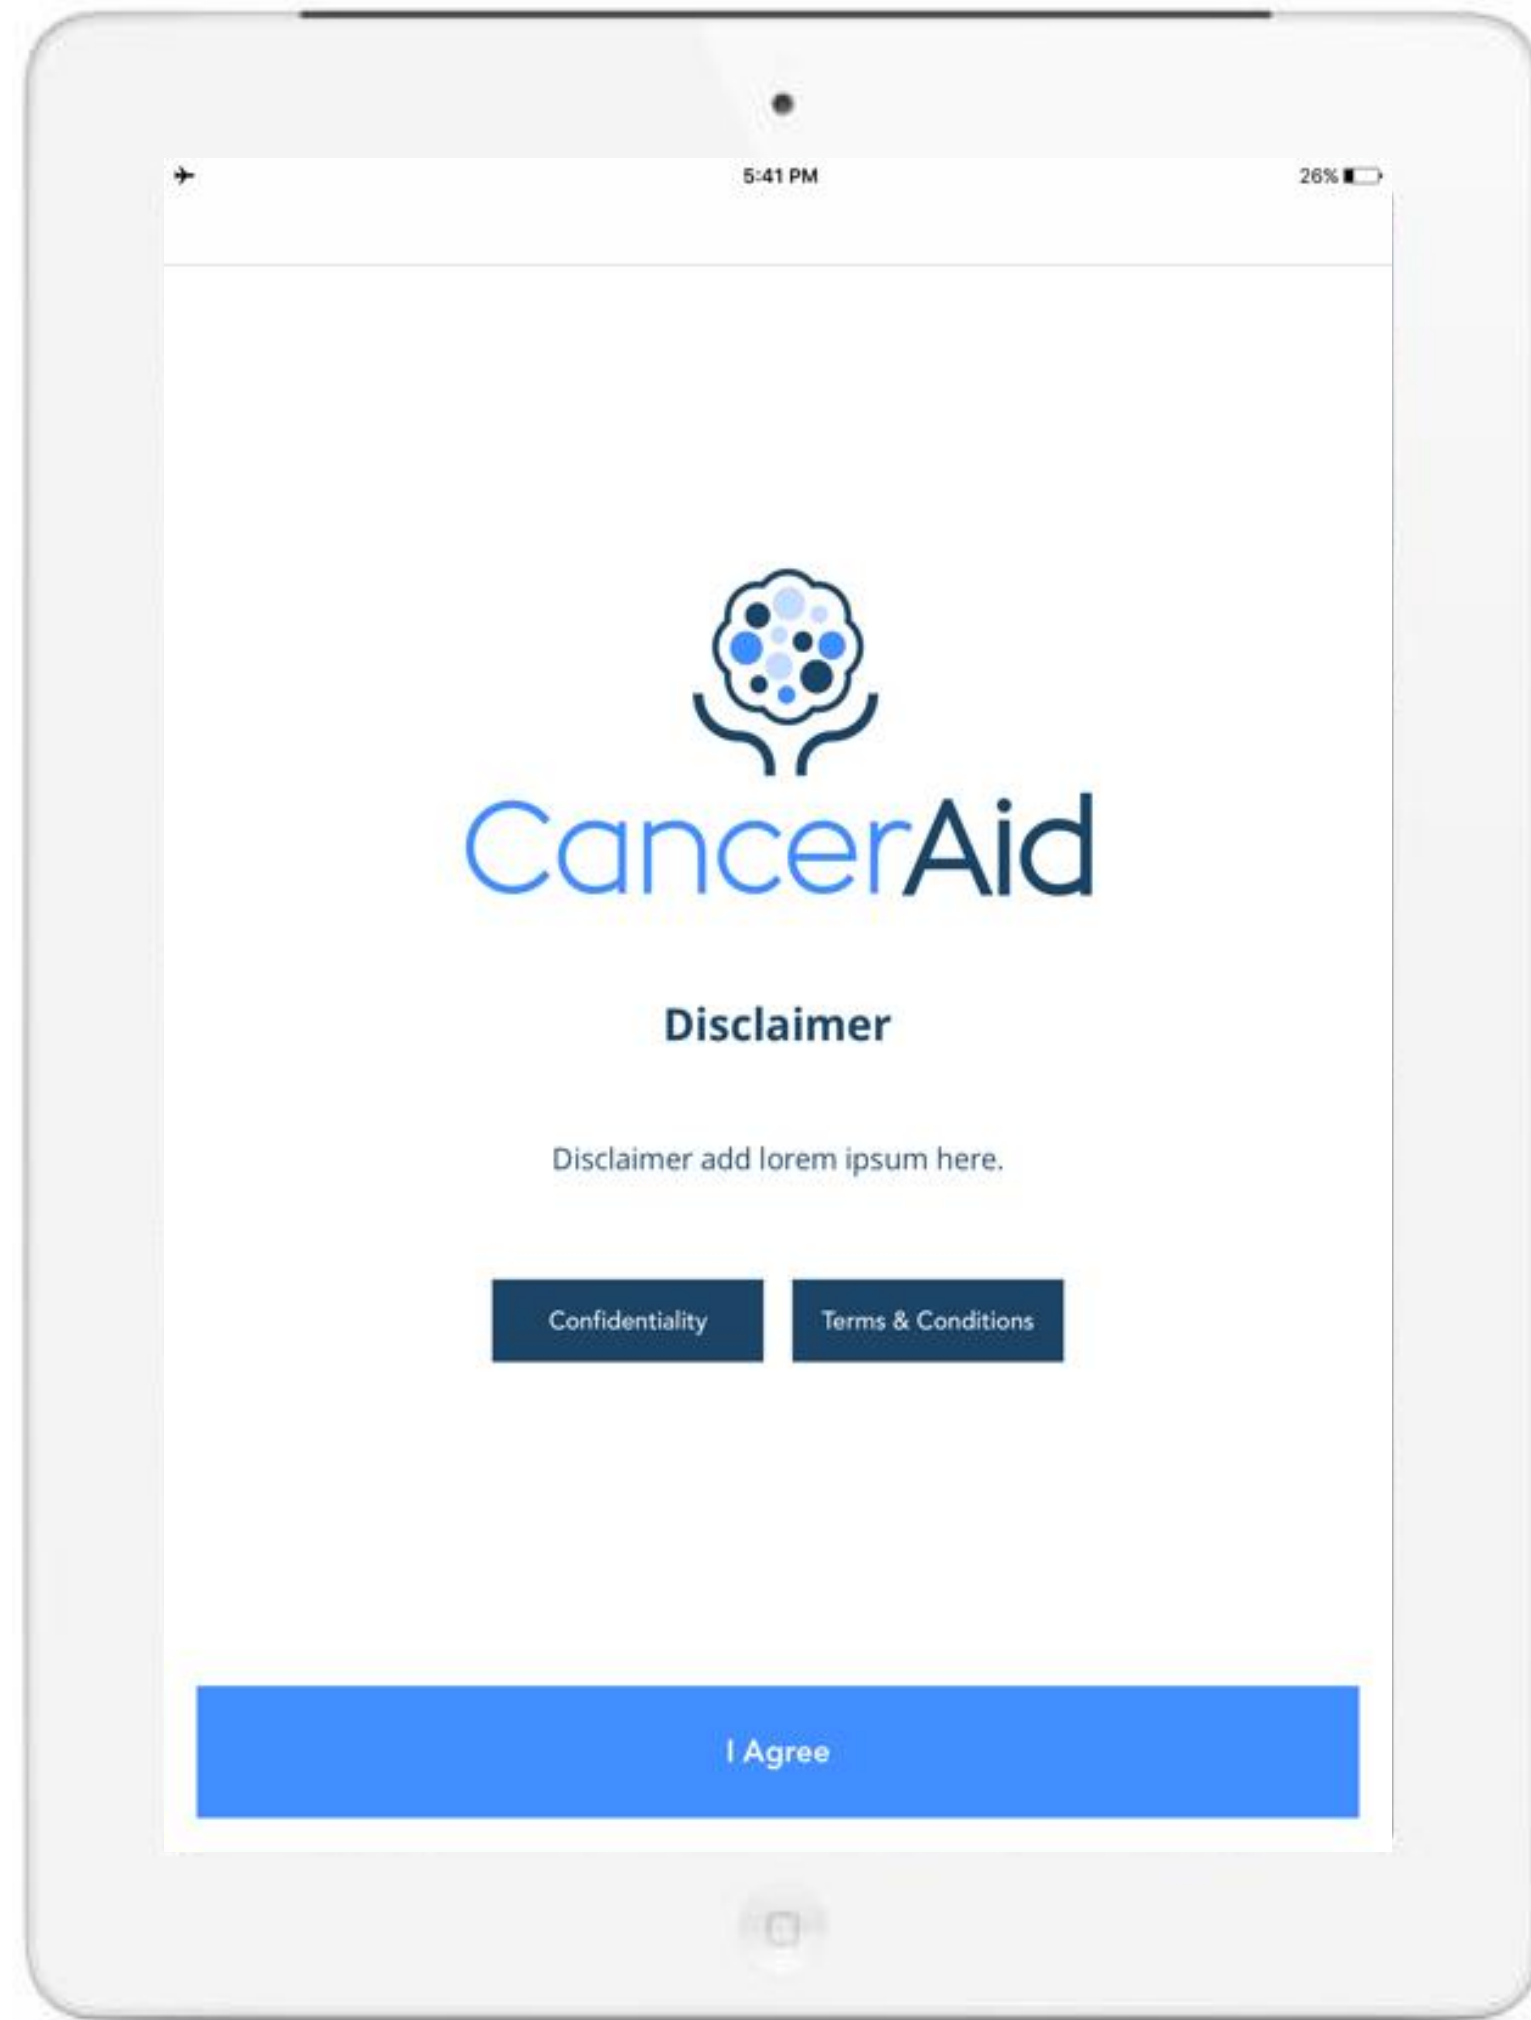 5:41 PM 26%
CancerAid
Disclaimer
Disclaimer add lorem ipsum here.
Confidentiality Terms & Conditions
I Agree